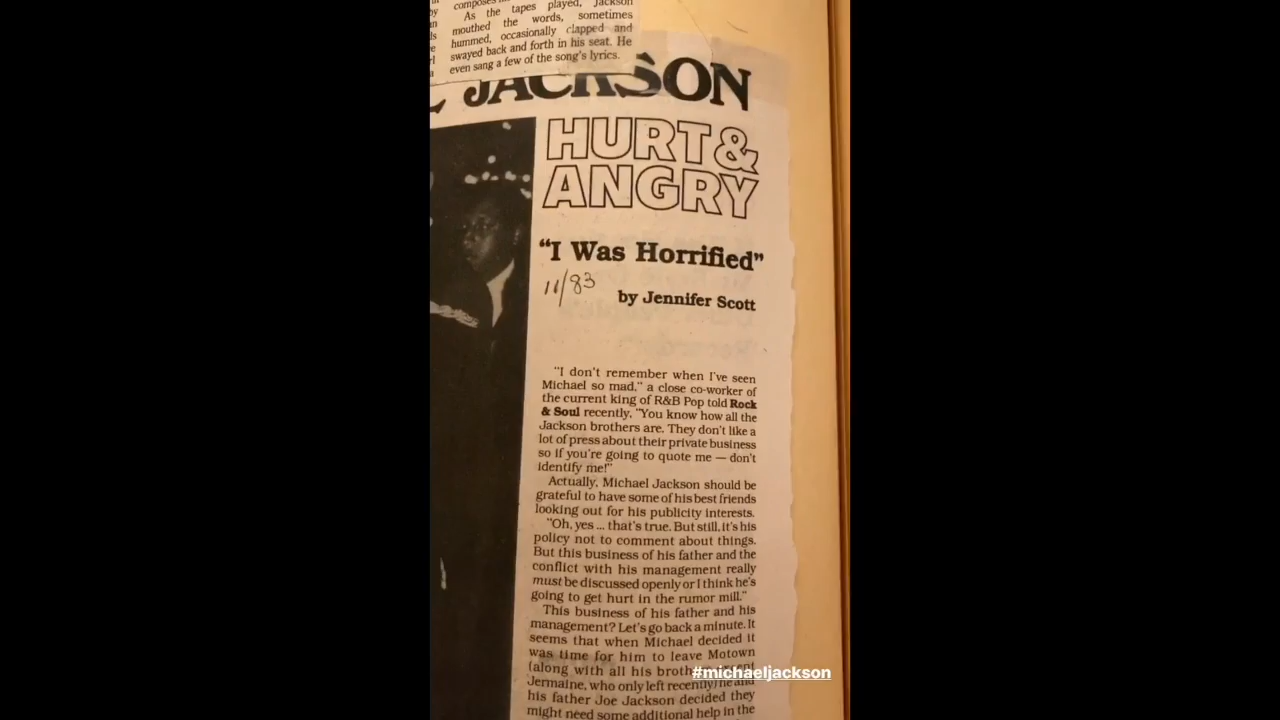 composes
As the tapes played, Jackson
mouthed the words, sometimes
hummed, occasionally clapped and
swayed back and forth in his seat. He
even sang a few of the song's lyrics.
JACKSON
HURT &
ANGRY
"I Was Horrified"
11/83
by Jennifer Scott
"I don't remember when I've seen
Michael so mad," a close co-worker of
the current king of R&B Pop told Rock
& Soul recently. "You know how all the
Jackson brothers are. They don't like a
lot of press about their private business
so if you're going to quote me — don't
identify me!"
Actually, Michael Jackson should be
grateful to have some of his best friends
looking out for his publicity interests.
"Oh, yes ... that's true. But still, it's his
policy not to comment about things.
But this business of his father and the
conflict with his management really
must be discussed openly or I think he's
going to get hurt in the rumor mill."
This business of his father and his
management? Let's go back a minute. It
seems that when Michael decided it
was time for him to leave Motown
(along with all his
#michaeljackson
Jermaine, who only left recently) he and
his father Joe Jackson decided they
might need some additional help in the